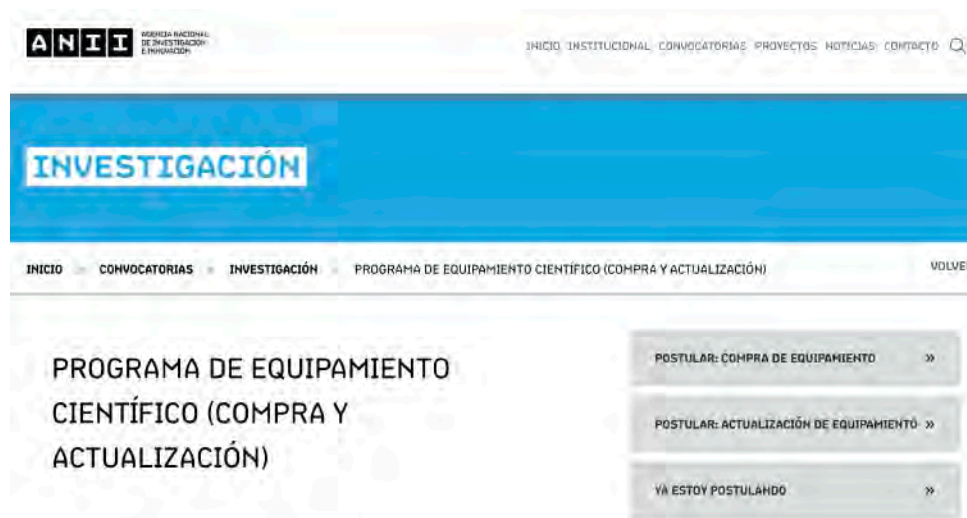 ANII AGENCIA NACIONAL
DE INVESTIGACIÓN
E INNOVACIÓN
INICIO INSTITUCIONAL CONVOCATORIAS PROYECTOS NOTICIAS CONTACTO
INVESTIGACIÓN
INICIO CONVOCATORIAS INVESTIGACIÓN PROGRAMA DE EQUIPAMIENTO CIENTÍFICO (COMPRA Y ACTUALIZACIÓN) VOLVE
PROGRAMA DE EQUIPAMIENTO
CIENTÍFICO (COMPRA Y
ACTUALIZACIÓN)
POSTULAR: COMPRA DE EQUIPAMIENTO »
POSTULAR: ACTUALIZACIÓN DE EQUIPAMIENTO »
YA ESTOY POSTULANDO »